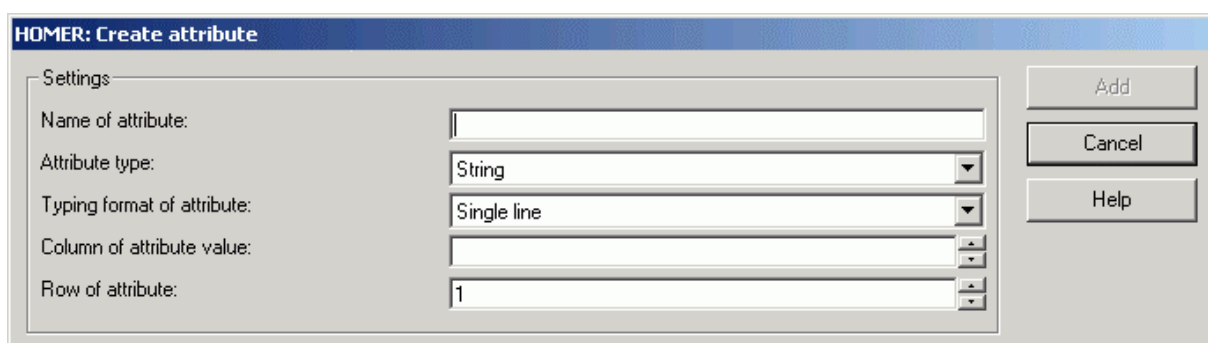 HOMER: Create attribute
Settings
Name of attribute:
Attribute type: String
Typing format of attribute: Single line
Column of attribute value:
Row of attribute: 1
Add
Cancel
Help